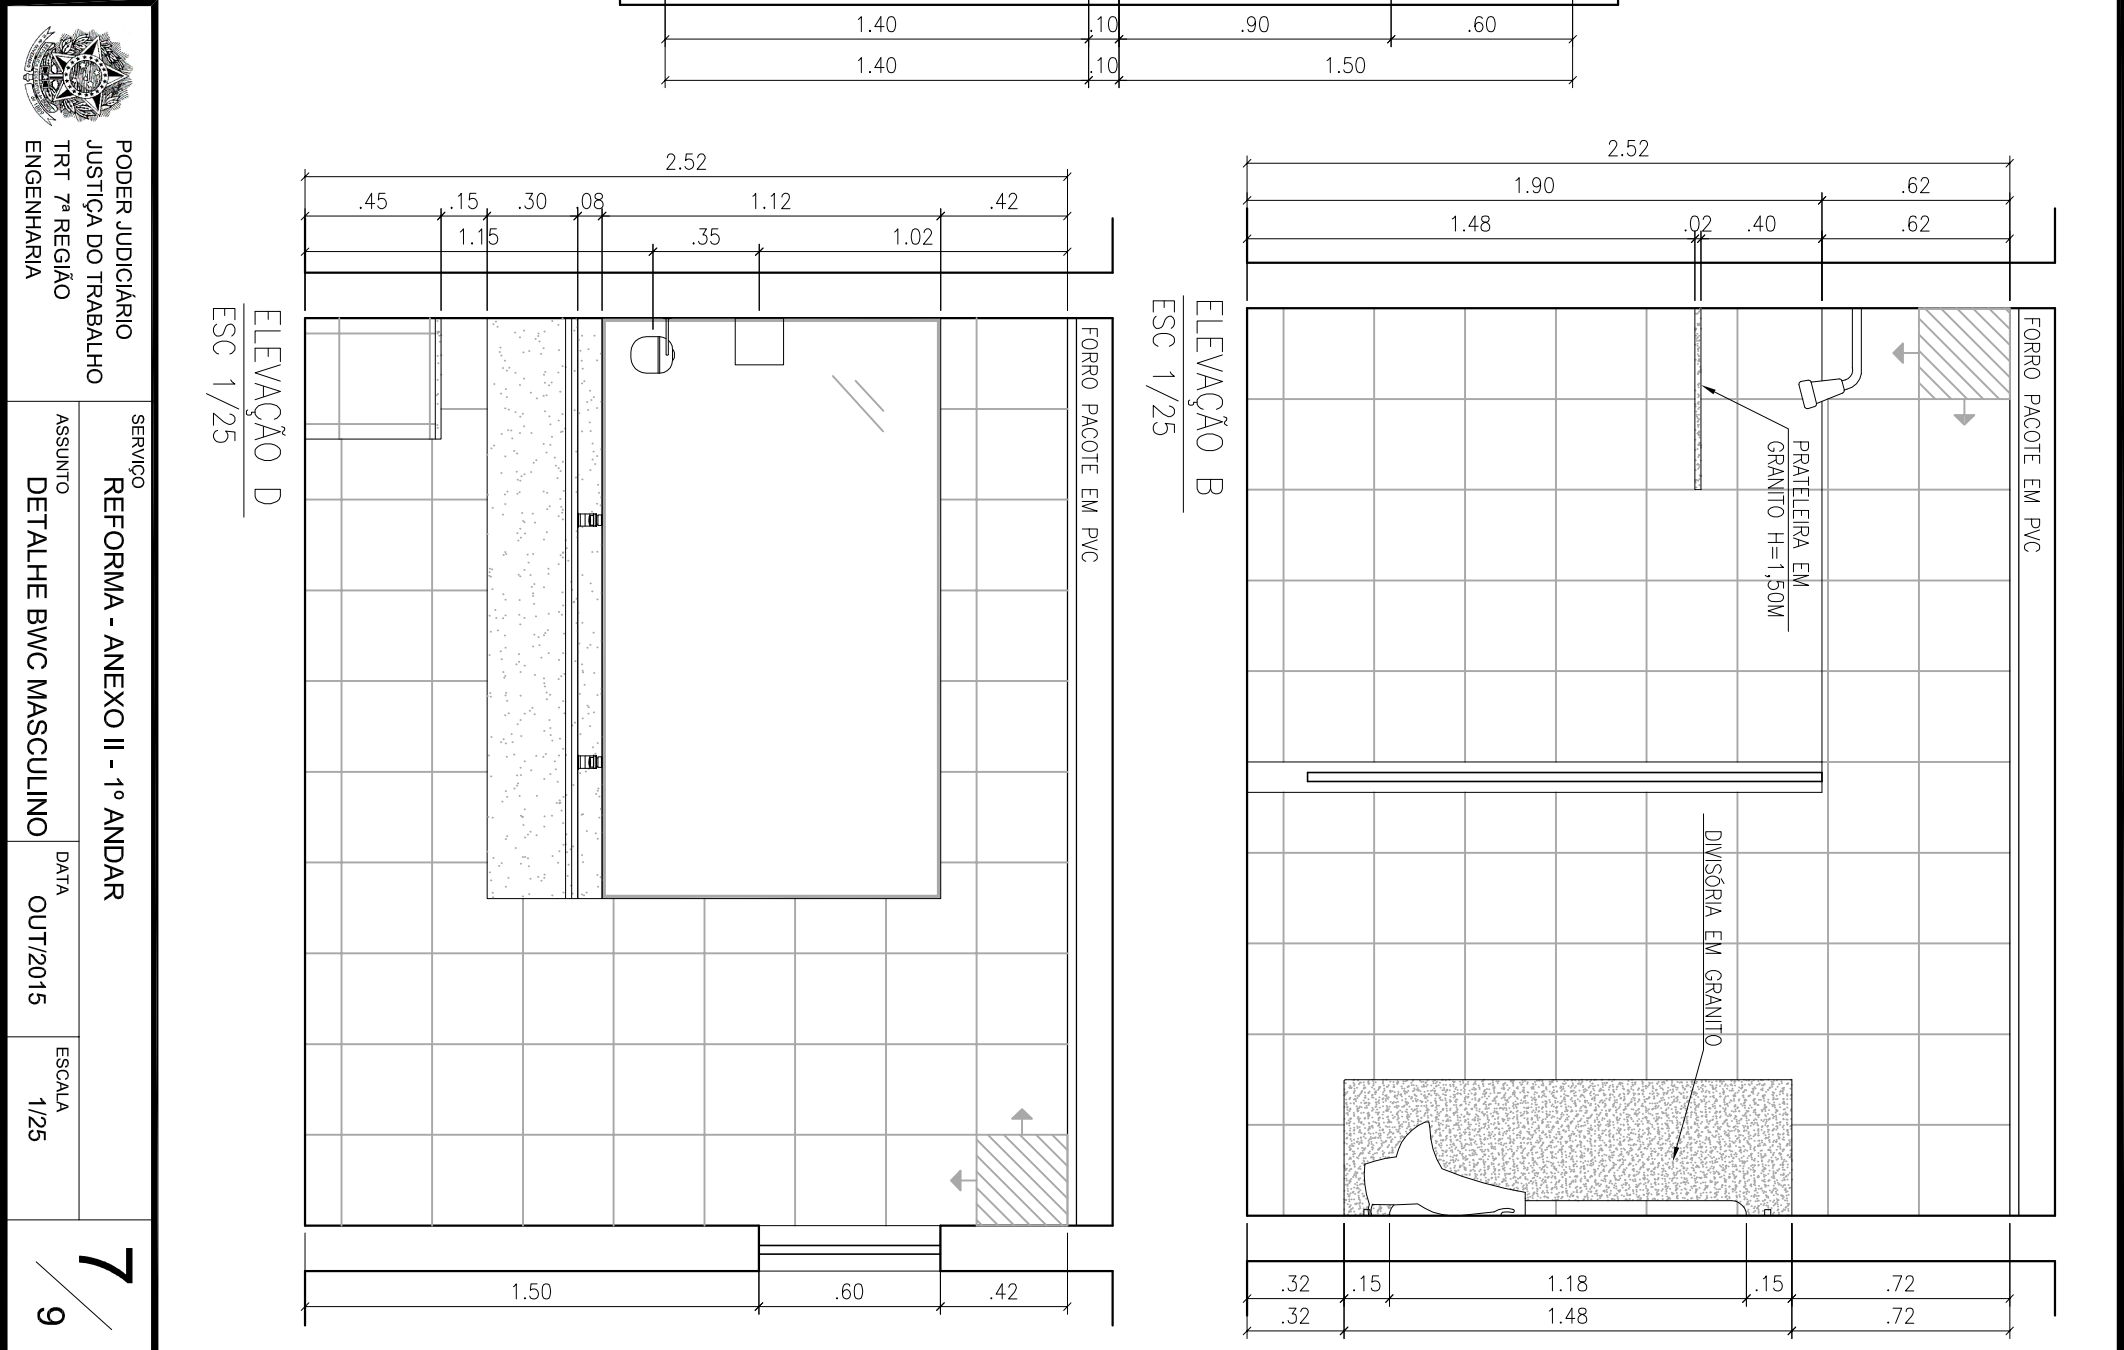 1.40
.10
.90
.60
1.40
.10
1.50
2.52
.45
.15
.30
.08
1.12
.42
1.15
.35
1.02
FORRO PACOTE EM PVC
1.50
.60
.42
ELEVAÇÃO D
ESC 1/25
2.52
1.90
.62
1.48
.02
.40
.62
FORRO PACOTE EM PVC
PRATELEIRA EM
GRANITO H=1,50M
DIVISÓRIA EM GRANITO
.32
.15
1.18
.15
.72
.32
1.48
.72
ELEVAÇÃO B
ESC 1/25
PODER JUDICIÁRIO
JUSTIÇA DO TRABALHO
TRT 7ª REGIÃO
ENGENHARIA
SERVIÇO
REFORMA - ANEXO II - 1º ANDAR
ASSUNTO
DETALHE BWC MASCULINO
DATA
OUT/2015
ESCALA
1/25
7/9